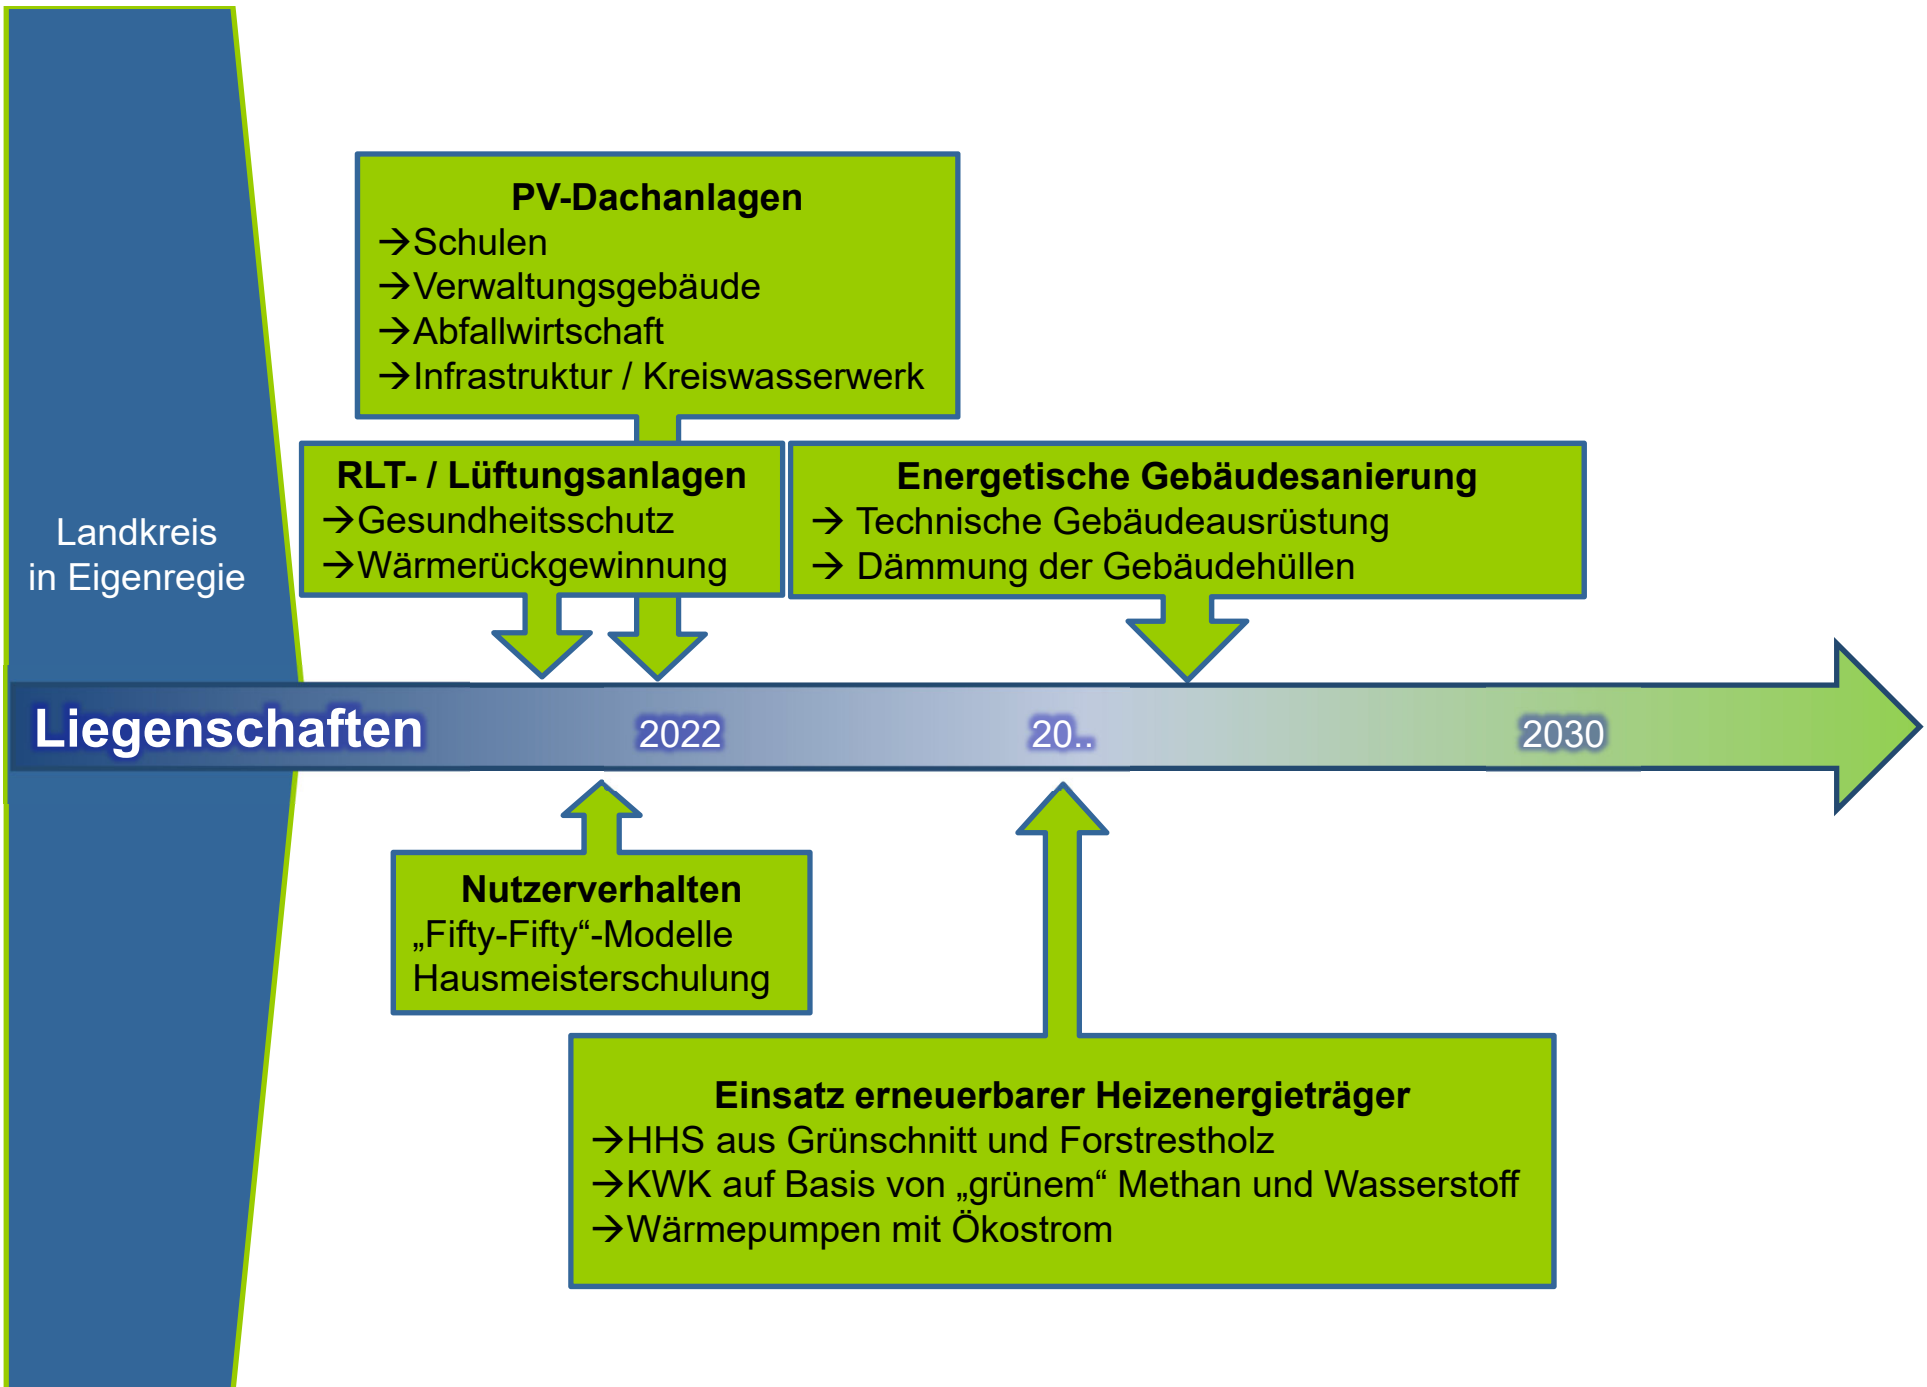 PV-Dachanlagen
→Schulen
→Verwaltungsgebäude
→Abfallwirtschaft
→Infrastruktur / Kreiswasserwerk
RLT- / Lüftungsanlagen
→Gesundheitsschutz
→Wärmerückgewinnung
Energetische Gebäudesanierung
→ Technische Gebäudeausrüstung
→ Dämmung der Gebäudehüllen
Landkreis
in Eigenregie
Liegenschaften 2022 20.. 2030
Nutzerverhalten
„Fifty-Fifty“-Modelle
Hausmeisterschulung
Einsatz erneuerbarer Heizenergieträger
→HHS aus Grünschnitt und Forstrestholz
→KWK auf Basis von „grünem“ Methan und Wasserstoff
→Wärmepumpen mit Ökostrom